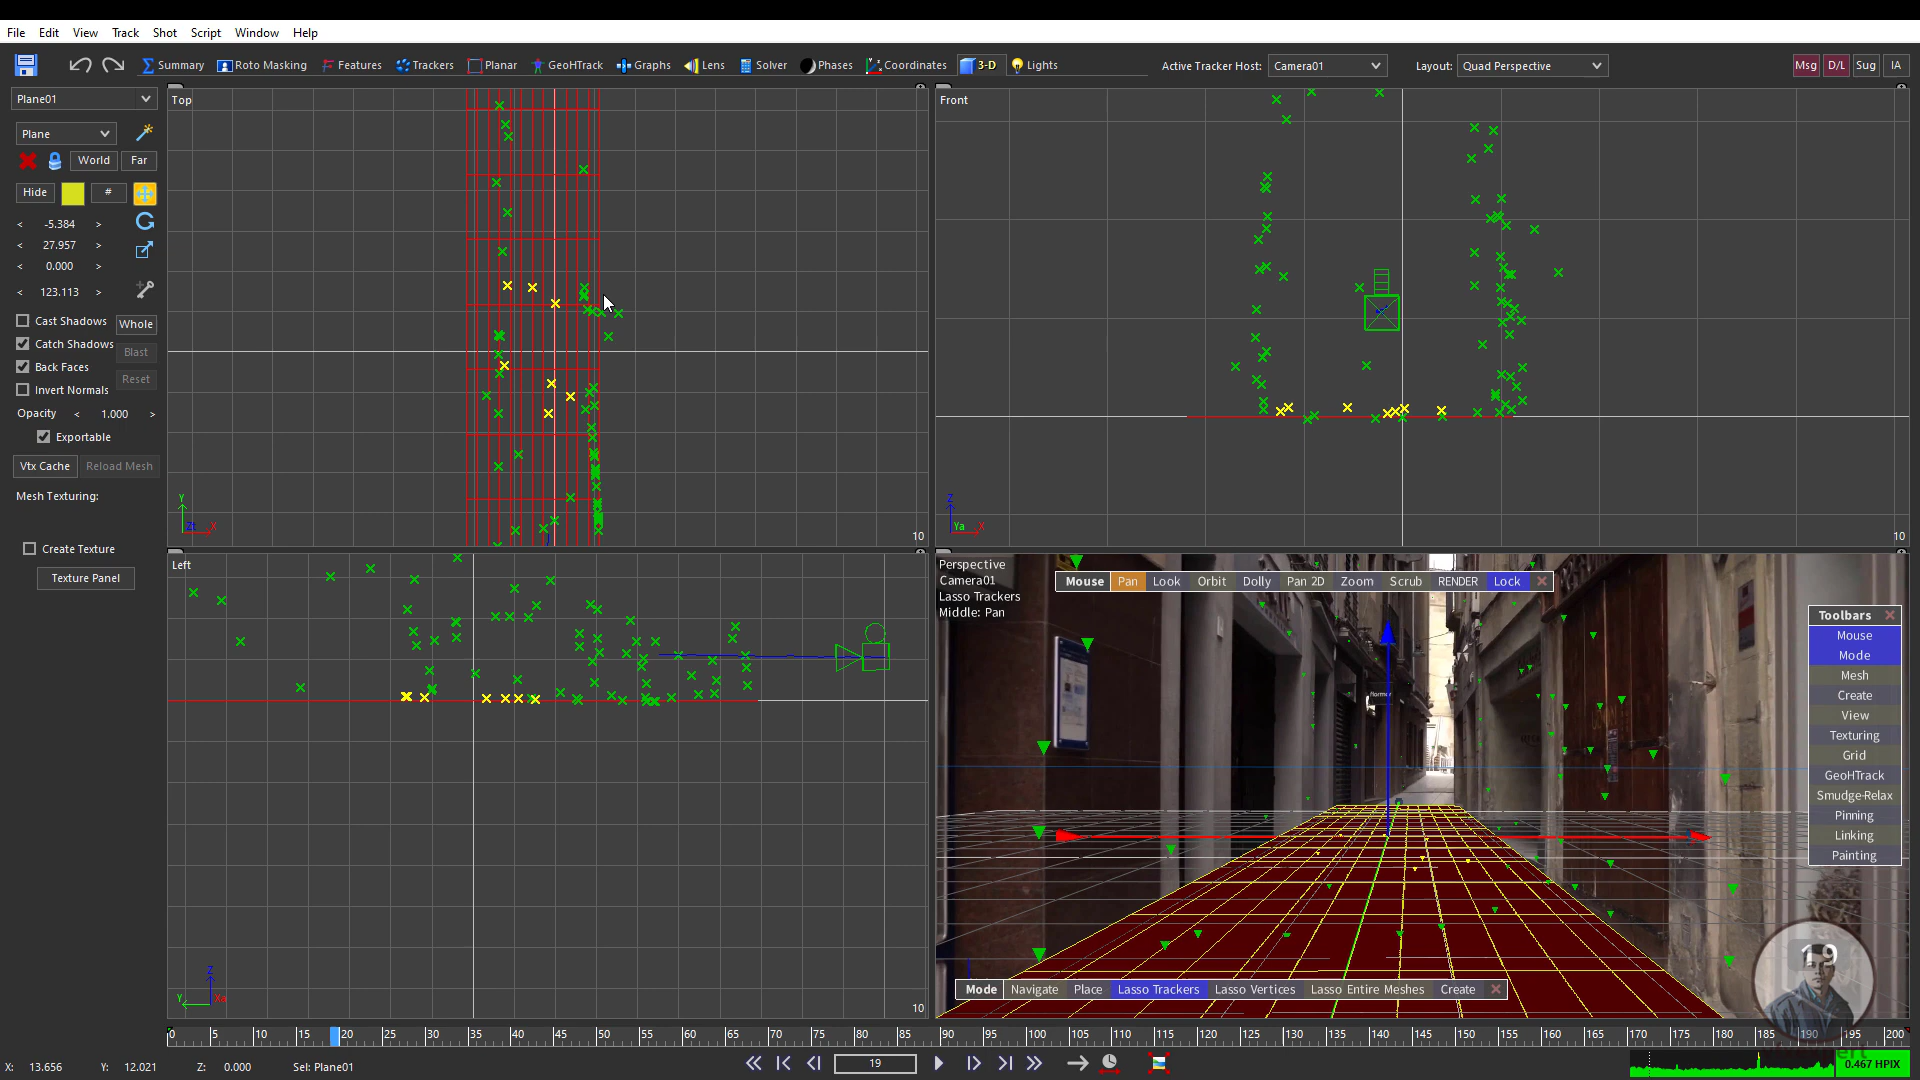 File Edit View Track Shot Script Window Help
Summary Roto Masking Features Trackers Planar GeoHTrack Graphs Lens Solver Phases Coordinates 3-D Lights Active Tracker Host: Camera01 Layout: Quad Perspective Msg D/L Sug IA
Plane01
Plane
World Far
Hide #
< -5.384 >
< 27.957 >
< 0.000 >
< 123.113 >
Cast Shadows Whole
Catch Shadows
Blast
Back Faces
Reset
Invert Normals
Opacity < 1.000 >
Exportable
Vtx Cache Reload Mesh
Mesh Texturing:
Create Texture
Texture Panel
Top
Y
X
10
Front
Z
Ya X
10
Left
Z
Y Xa
10
Perspective
Camera01
Lasso Trackers
Middle: Pan
Mouse Pan Look Orbit Dolly Pan 2D Zoom Scrub RENDER Lock
Toolbars
Mouse
Mode
Mesh
Create
View
Texturing
Grid
GeoHTrack
Smudge-Relax
Pinning
Linking
Painting
flormar
19
Mode Navigate Place Lasso Trackers Lasso Vertices Lasso Entire Meshes Create
0 5 10 15 20 25 30 35 40 45 50 55 60 65 70 75 80 85 90 95 100 105 110 115 120 125 130 135 140 145 150 155 160 165 170 175 180 185 190 195 200
X: 13.656 Y: 12.021 Z: 0.000 Sel: Plane01
19
0.467 HPIX